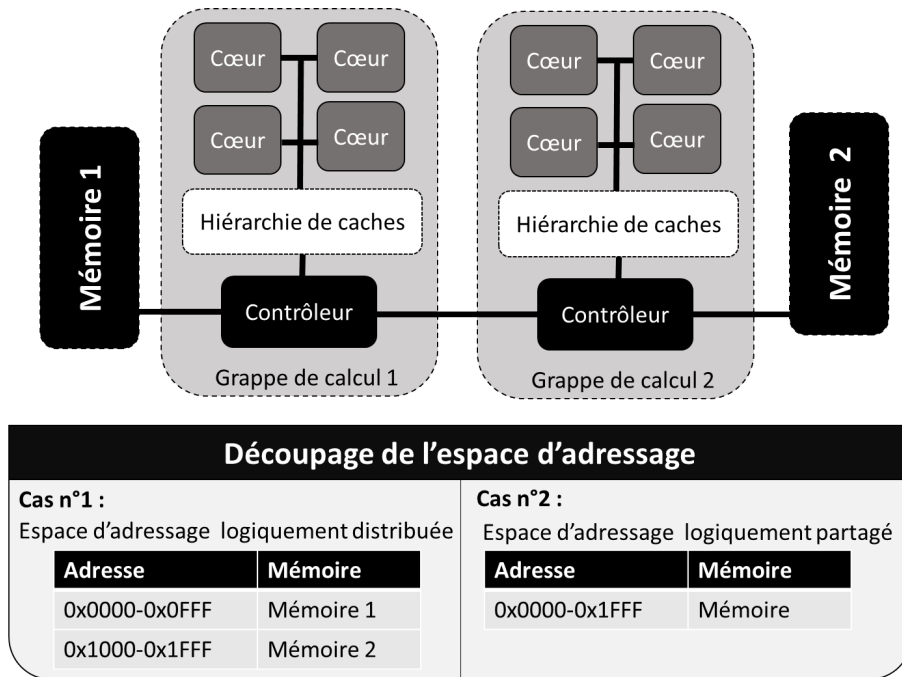 Cœur Cœur
Cœur Cœur
Hiérarchie de caches
Contrôleur
Grappe de calcul 1
Mémoire 1
Cœur Cœur
Cœur Cœur
Hiérarchie de caches
Contrôleur
Grappe de calcul 2
Mémoire 2
Découpage de l'espace d'adressage
Cas n°1 :
Espace d'adressage logiquement distribuée
Adresse Mémoire
0x0000-0x0FFF Mémoire 1
0x1000-0x1FFF Mémoire 2
Cas n°2 :
Espace d'adressage logiquement partagé
Adresse Mémoire
0x0000-0x1FFF Mémoire